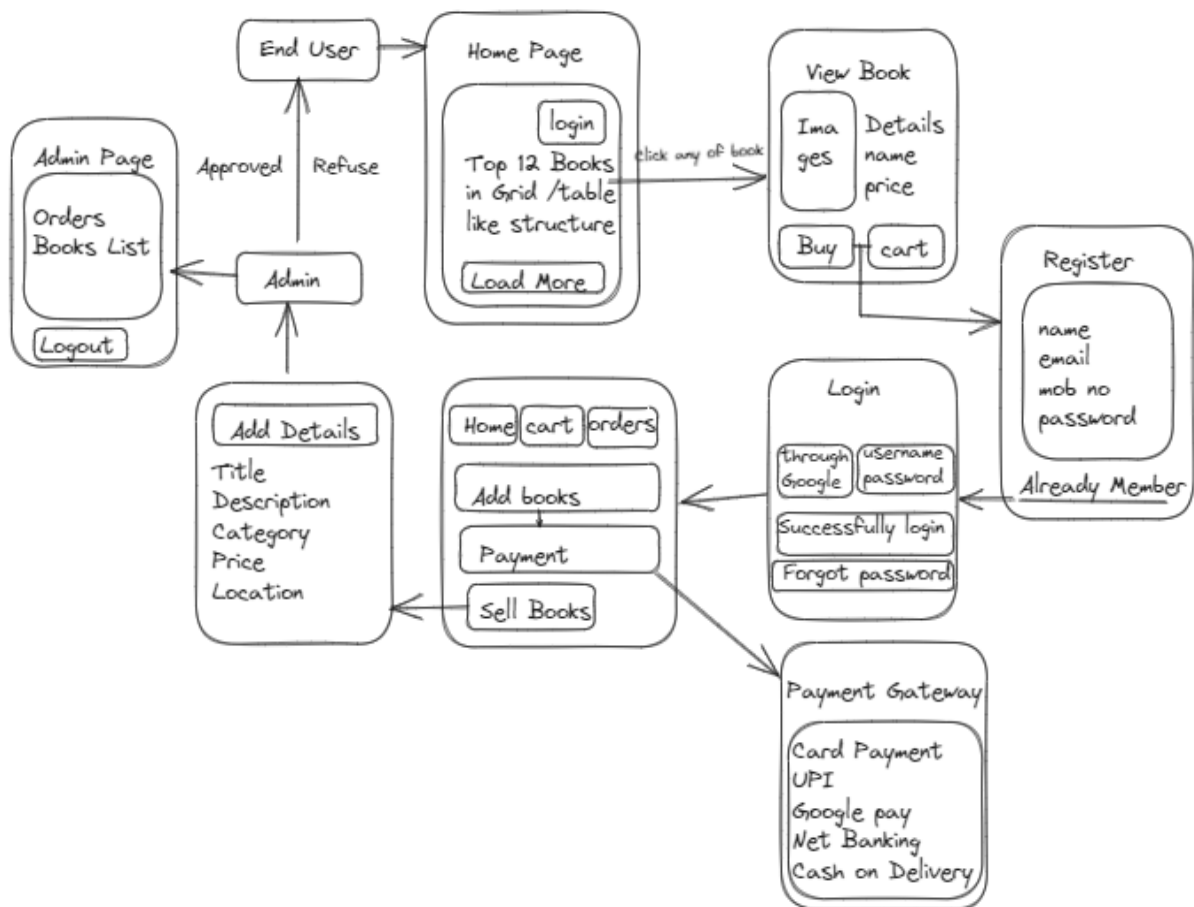 End User
Home Page
login
Top 12 Books
in Grid /table
like structure
Load More
click any of book
View Book
Ima
ges
Details
name
price
Buy
cart
Admin Page
Orders
Books List
Logout
Approved
Refuse
Admin
Register
name
email
mob no
password
Already Member
Login
through
Google
username
password
Successfully login
Forgot password
Home
cart
orders
Add books
Payment
Sell Books
Add Details
Title
Description
Category
Price
Location
Payment Gateway
Card Payment
UPI
Google pay
Net Banking
Cash on Delivery